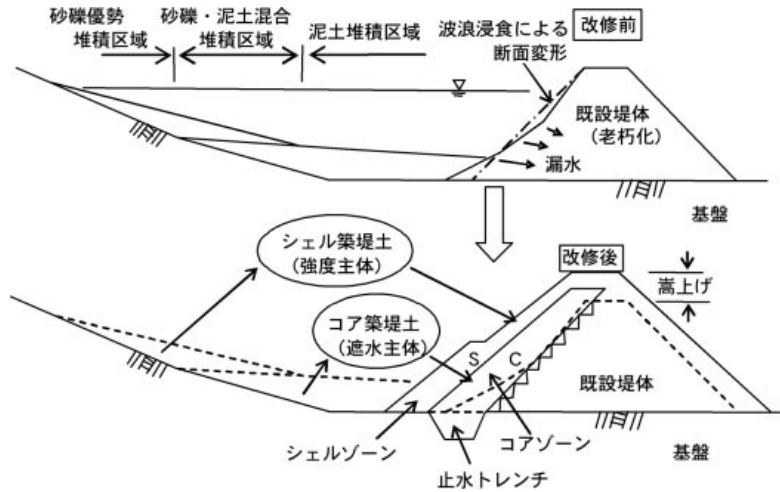 砂礫優勢
堆積区域
砂礫・泥土混合
堆積区域
泥土堆積区域
波浪浸食による
断面変形
改修前
既設堤体
(老朽化)
漏水
基盤
シェル築堤土
(強度主体)
改修後
嵩上げ
コア築堤土
(遮水主体)
S
C
既設堤体
シェルゾーン
コアゾーン
止水トレンチ
基盤